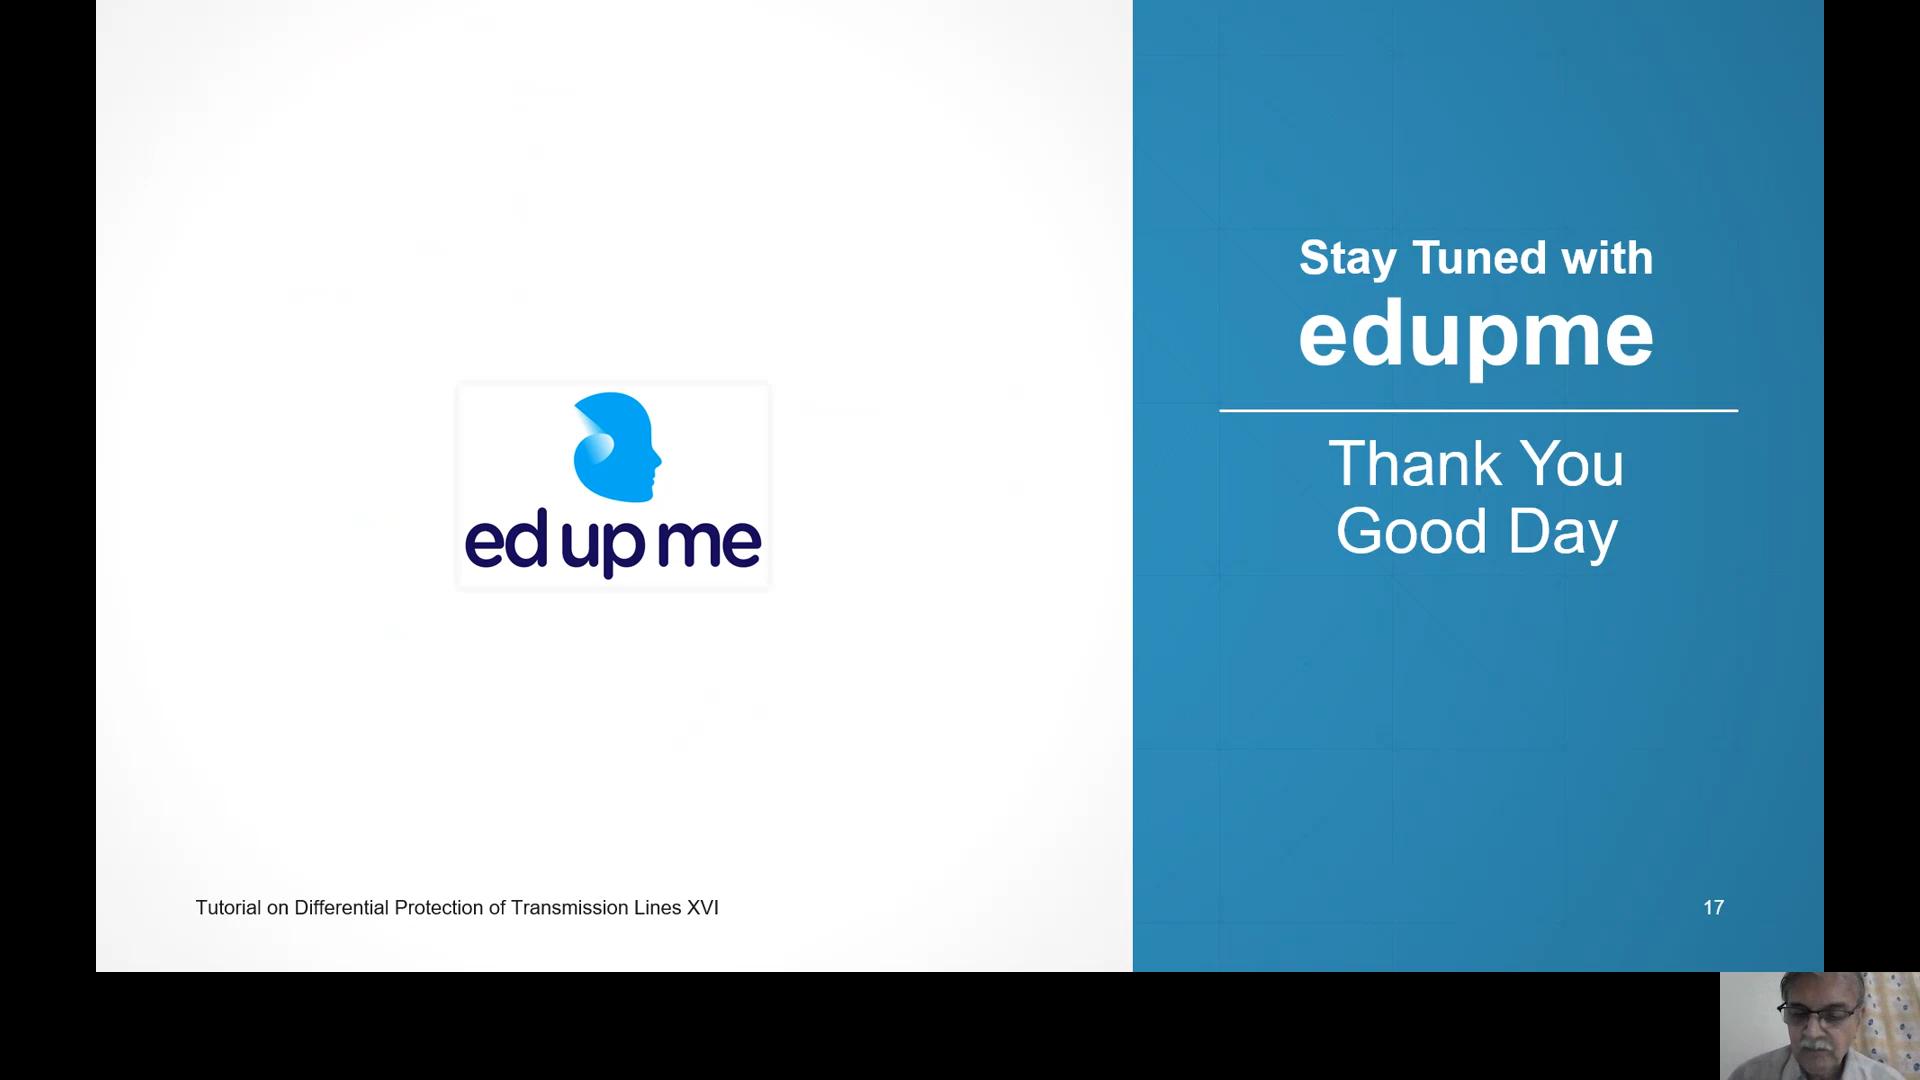 ed up me
Stay Tuned with
edupme
Thank You
Good Day
Tutorial on Differential Protection of Transmission Lines XVI
17